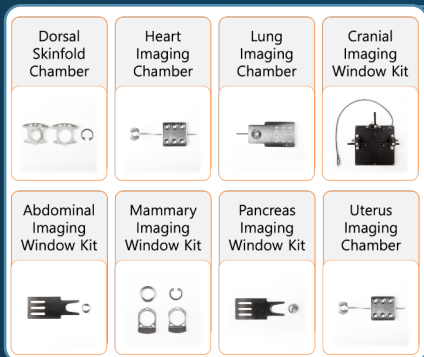 Dorsal
Skinfold
Chamber
Heart
Imaging
Chamber
Lung
Imaging
Chamber
Cranial
Imaging
Window Kit
Abdominal
Imaging
Window Kit
Mammary
Imaging
Window Kit
Pancreas
Imaging
Window Kit
Uterus
Imaging
Chamber